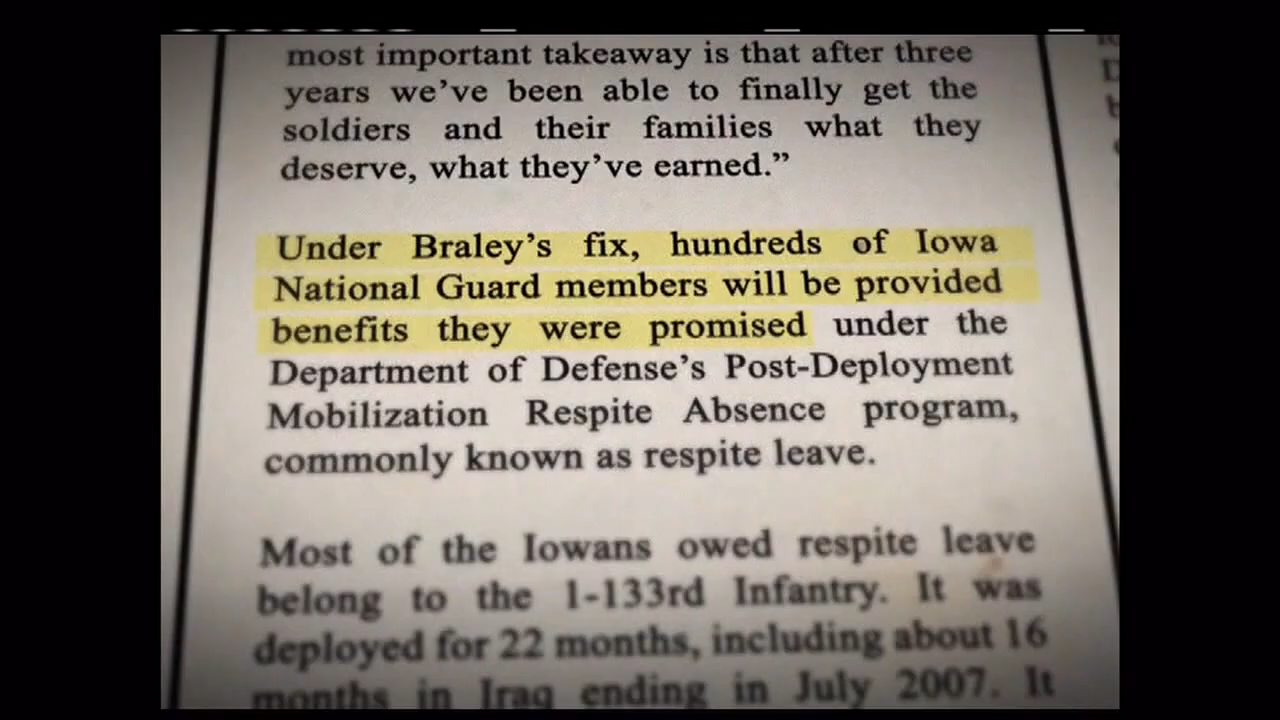 most important takeaway is that after three
years we've been able to finally get the
soldiers and their families what they
deserve, what they've earned.”
Under Braley's fix, hundreds of Iowa
National Guard members will be provided
benefits they were promised under the
Department of Defense's Post-Deployment
Mobilization Respite Absence program,
commonly known as respite leave.
Most of the Iowans owed respite leave
belong to the 1-133rd Infantry. It was
deployed for 22 months, including about 16
months in Iraq ending in July 2007. It